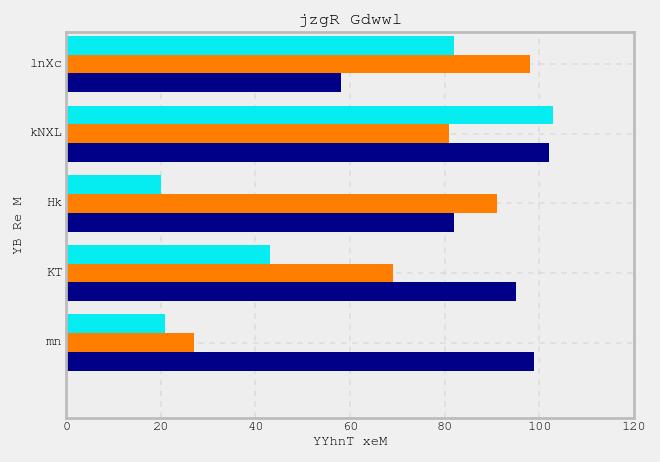 jzgR Gdwwl
lnXc
kNXL
Hk
KT
mn
YB Re M
0 20 40 60 80 100 120
YYhnT xeM